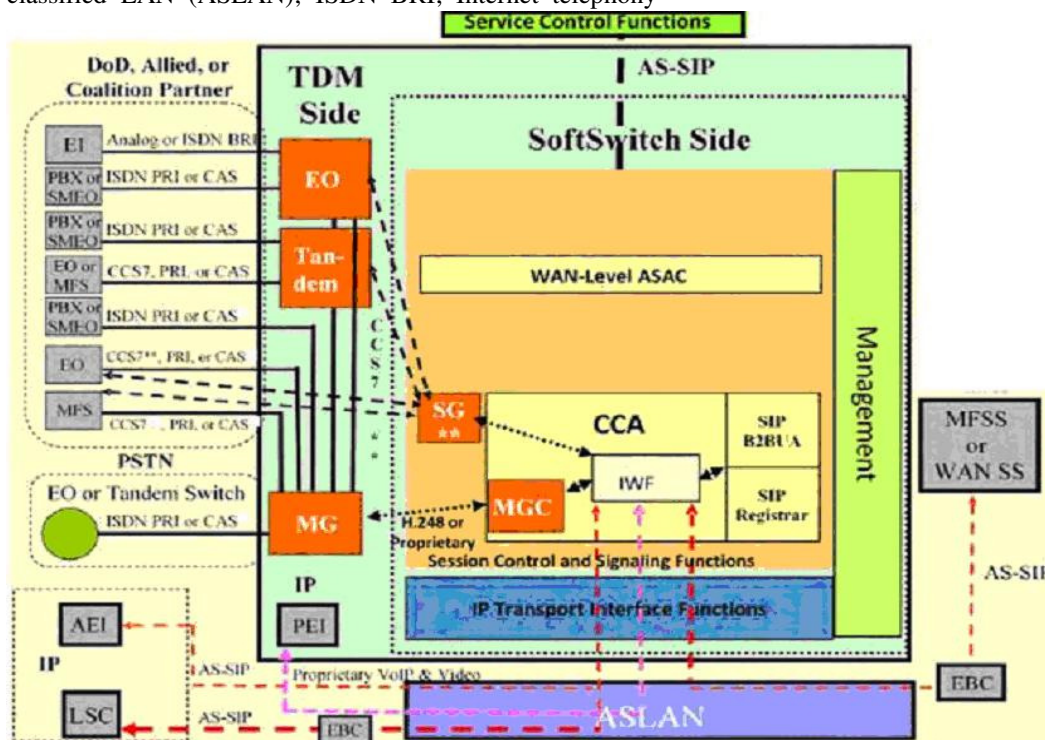 classified LAN (ASLAN), ISDN BRI, Internet telephony
Service Control Functions
DoD, Allied, or
Coalition Partner
TDM
Side
AS-SIP
SoftSwitch Side
EI
Analog or ISDN BRI
EO
PBX or
SMEO
ISDN PRI or CAS
PBX or
SMEO
ISDN PRI or CAS
Tan-
dem
EO or
MFS
CCS7, PRI, or CAS
WAN-Level ASAC
PBX or
SMEO
ISDN PRI or CAS
CCS7 **
EO
CCS7**, PRI, or CAS
MFS
CCS7 , PRI, or CAS
SG
**
CCA
SIP
B2BUA
IWF
MGC
SIP
Registrar
Management
MFSS
or
WAN SS
PSTN
EO or Tandem Switch
ISDN PRI or CAS
MG
H.248 or
Proprietary
Session Control and Signaling Functions
IP
PEI
IP Transport Interface Functions
AS-SIP
AEI
IP
AS-SIP
Proprietary VoIP & Video
EBC
LSC
AS-SIP
EBC
ASLAN